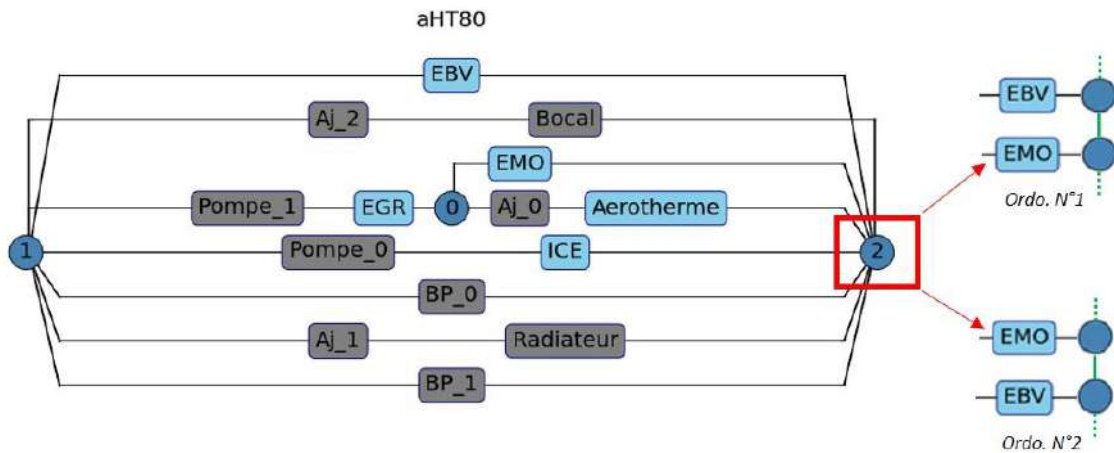 aHT80
EBV
Aj_2 Bocal
EMO
Pompe_1 EGR 0 Aj_0 Aerotherme
1 Pompe_0 ICE 2
BP_0
Aj_1 Radiateur
BP_1
EBV
EMO
Ordo. N°1
EMO
EBV
Ordo. N°2